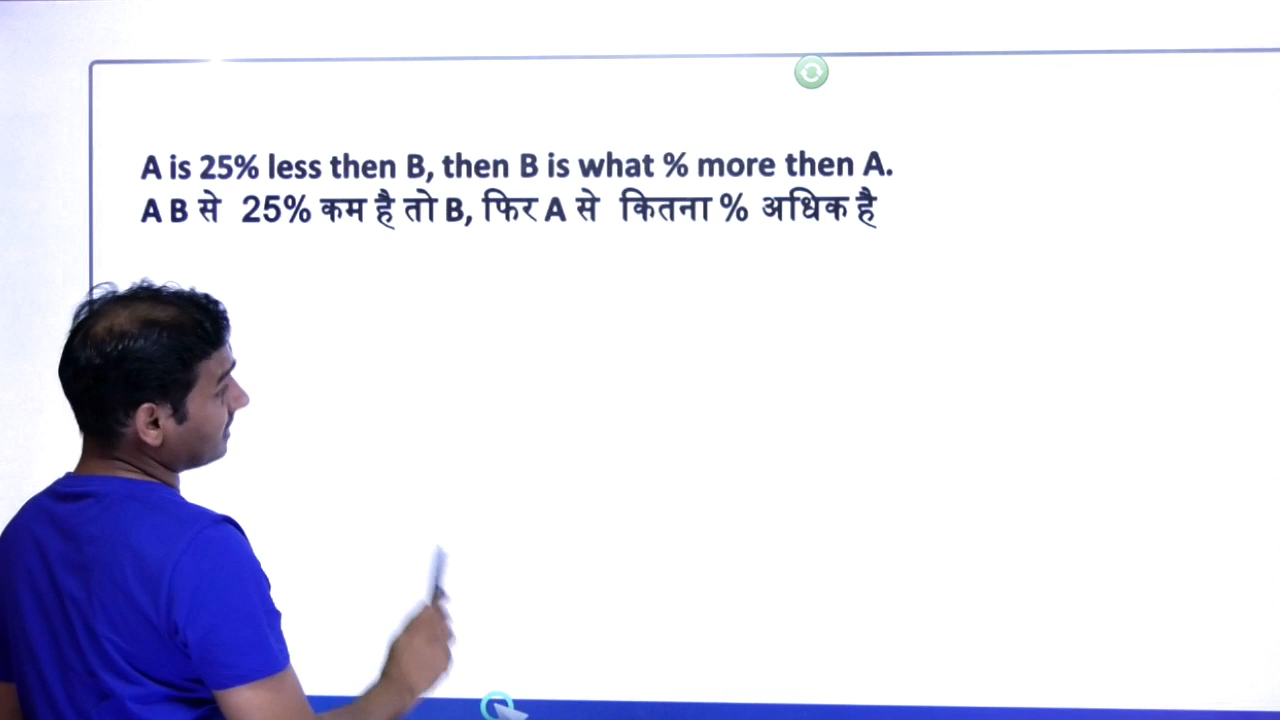 A is 25% less then B, then B is what % more then A.
A B से 25% कम है तो B, फिर A से कितना % अधिक है